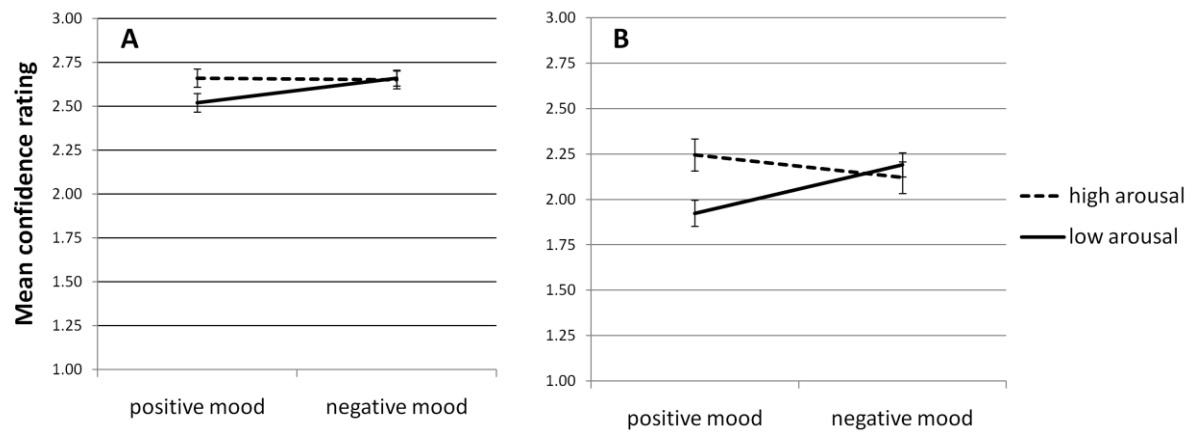 Mean confidence rating
A
3.00
2.75
2.50
2.25
2.00
1.75
1.50
1.25
1.00
positive mood
negative mood
B
3.00
2.75
2.50
2.25
2.00
1.75
1.50
1.25
1.00
positive mood
negative mood
high arousal
low arousal